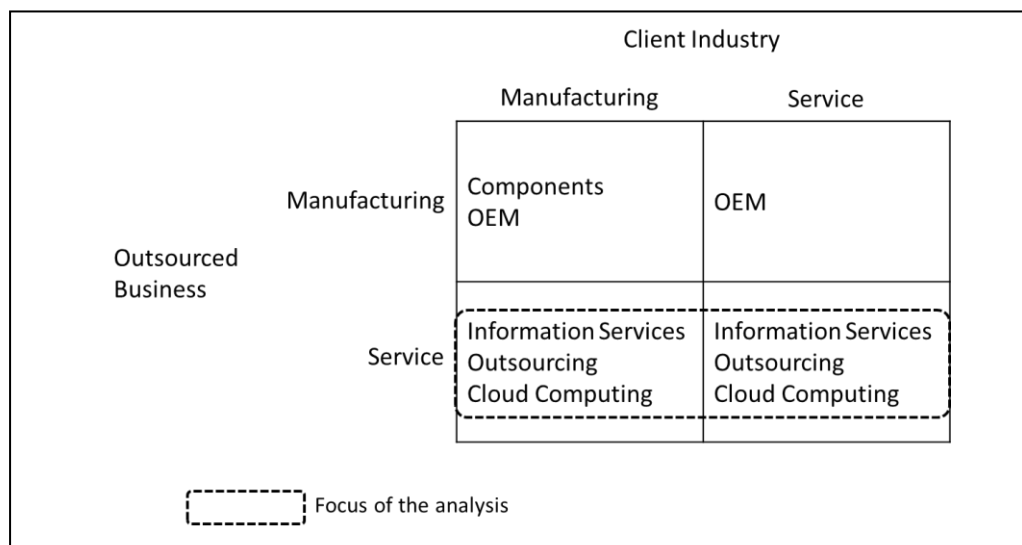 Client Industry
Manufacturing Service
Manufacturing
Components
OEM
OEM
Outsourced
Business
Service
Information Services
Outsourcing
Cloud Computing
Information Services
Outsourcing
Cloud Computing
Focus of the analysis